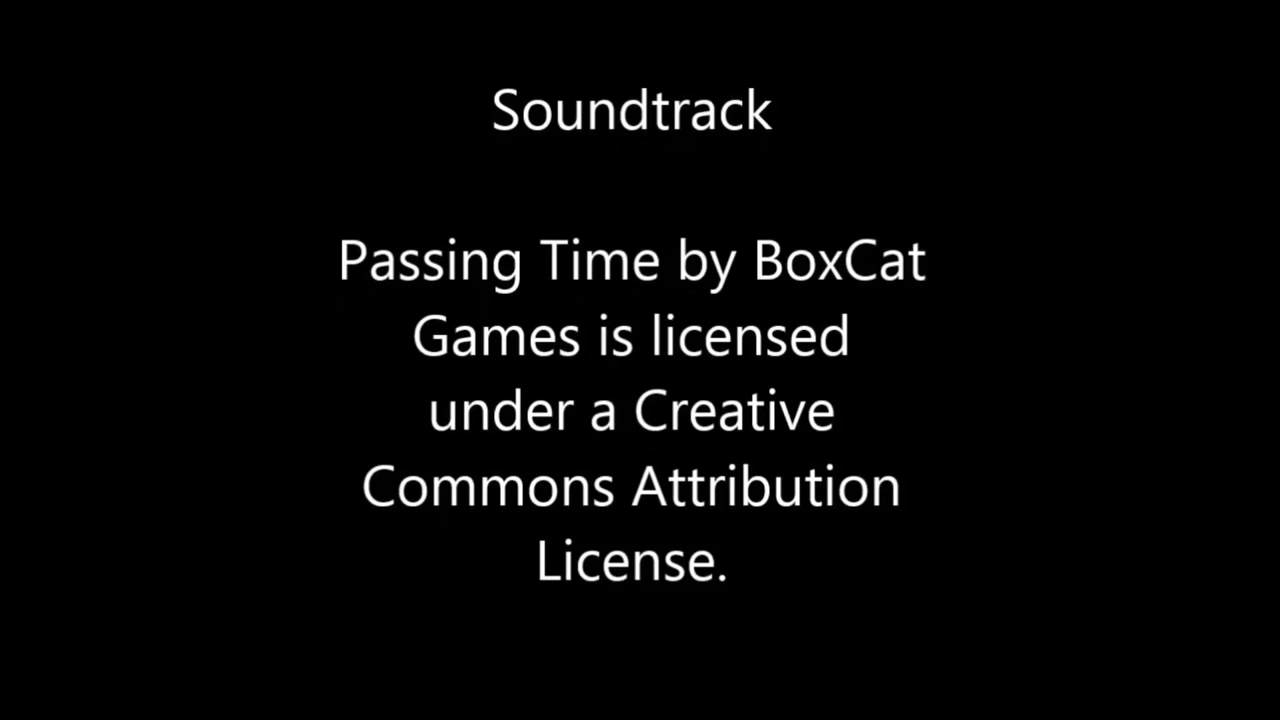 Soundtrack
Passing Time by BoxCat
Games is licensed
under a Creative
Commons Attribution
License.